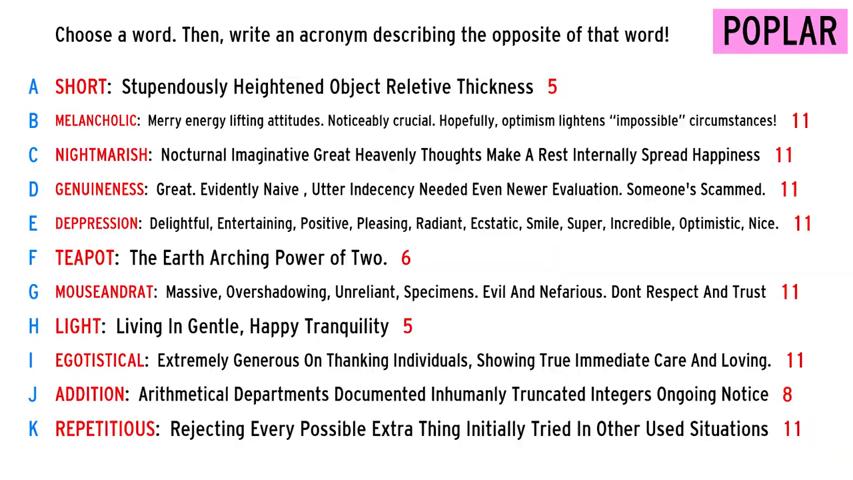 Choose a word. Then, write an acronym describing the opposite of that word!
POPLAR
A SHORT: Stupendously Heightened Object Reletive Thickness 5
B MELANCHOLIC: Merry energy lifting attitudes. Noticeably crucial. Hopefully, optimism lightens “impossible” circumstances! 11
C NIGHTMARISH: Nocturnal Imaginative Great Heavenly Thoughts Make A Rest Internally Spread Happiness 11
D GENUINENESS: Great. Evidently Naive , Utter Indecency Needed Even Newer Evaluation. Someone's Scammed. 11
E DEPPRESSION: Delightful, Entertaining, Positive, Pleasing, Radiant, Ecstatic, Smile, Super, Incredible, Optimistic, Nice. 11
F TEAPOT: The Earth Arching Power of Two. 6
G MOUSEANDRAT: Massive, Overshadowing, Unreliant, Specimens. Evil And Nefarious. Dont Respect And Trust 11
H LIGHT: Living In Gentle, Happy Tranquility 5
I EGOTISTICAL: Extremely Generous On Thanking Individuals, Showing True Immediate Care And Loving. 11
J ADDITION: Arithmetical Departments Documented Inhumanly Truncated Integers Ongoing Notice 8
K REPETITIOUS: Rejecting Every Possible Extra Thing Initially Tried In Other Used Situations 11